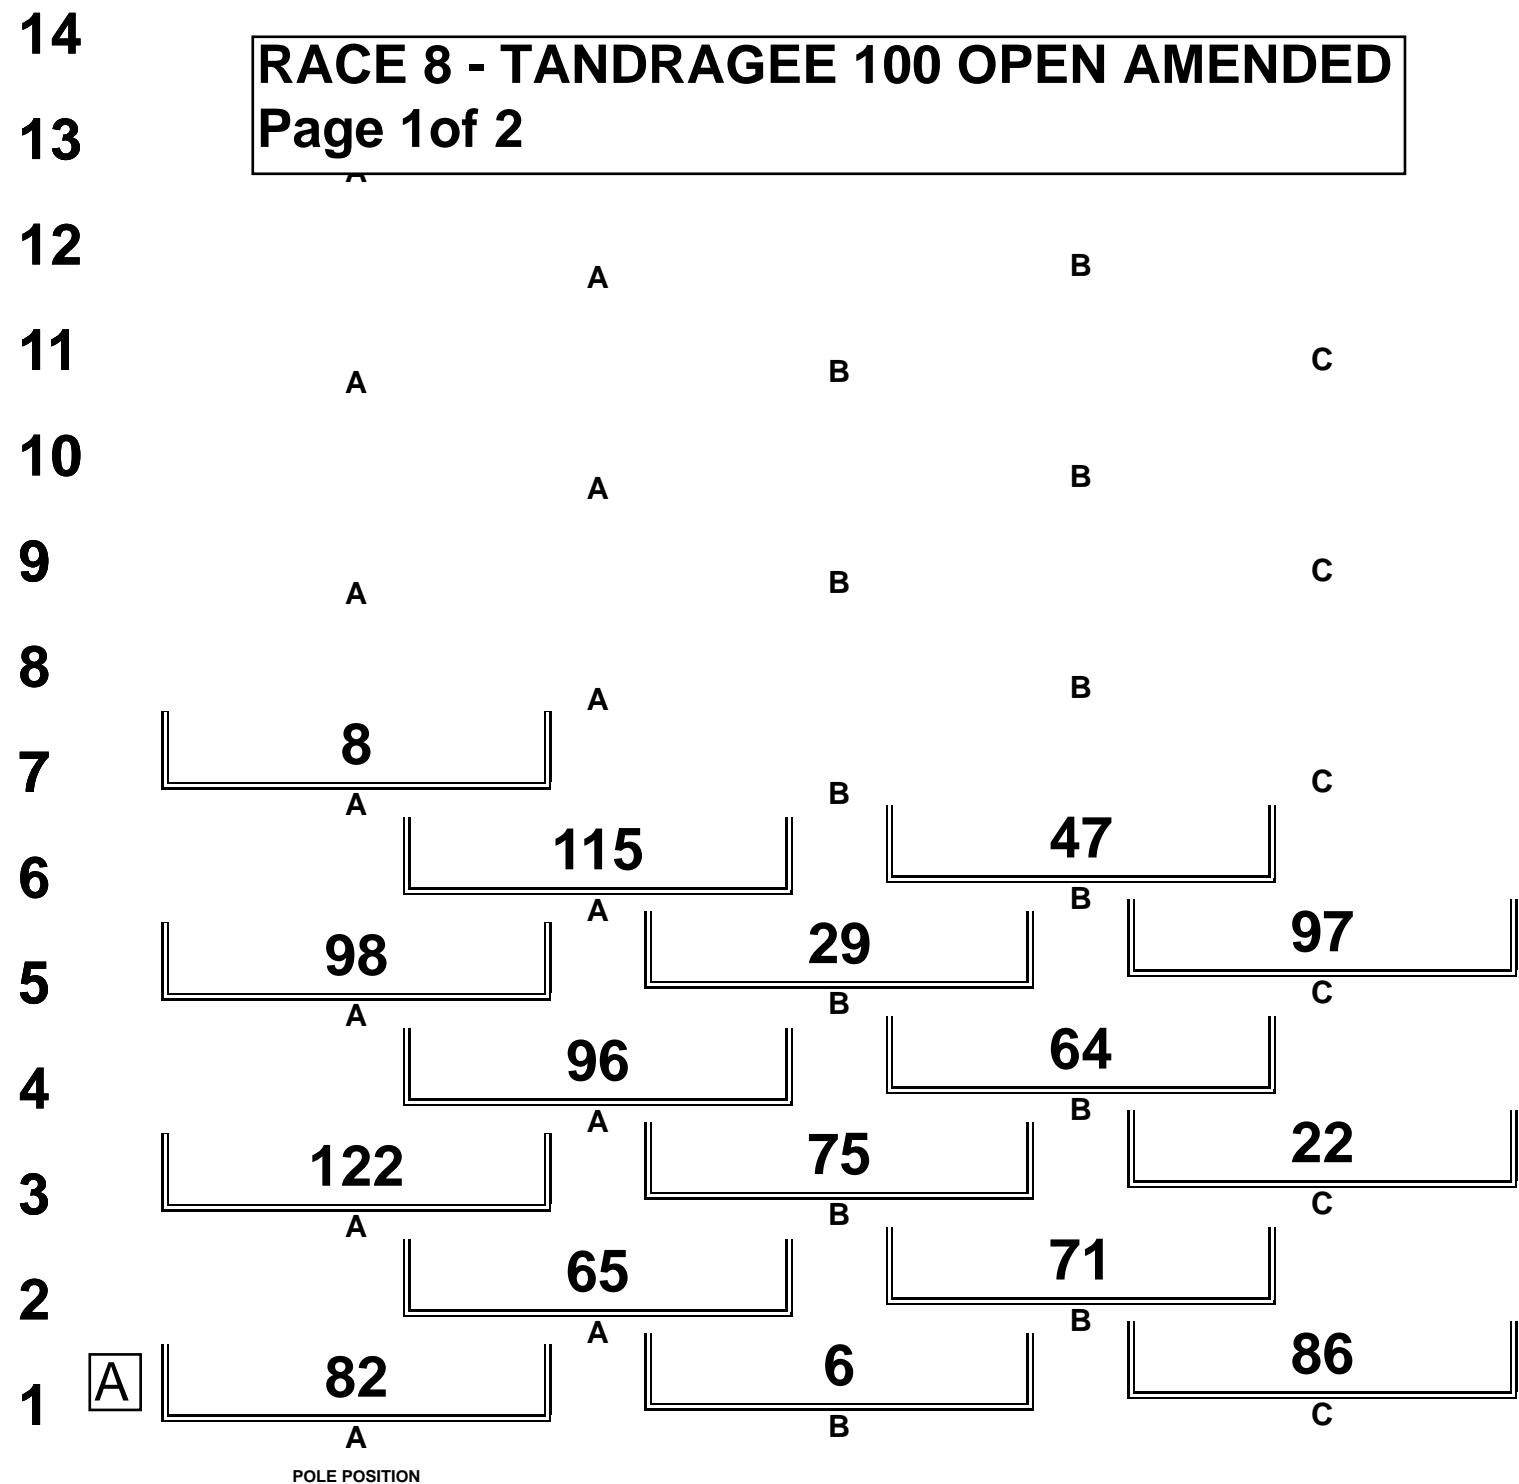 14
RACE 8 - TANDRAGEE 100 OPEN AMENDED
13
Page 1of 2
A
12
A B
11
A B C
10
A B
9
A B C
8
A B
8
7
A B C
115 47
6
A B
98 29 97
5
A B C
96 64
4
A B
122 75 22
3
A B C
65 71
2
A B
A 82 6 86
1
A B C
POLE POSITION